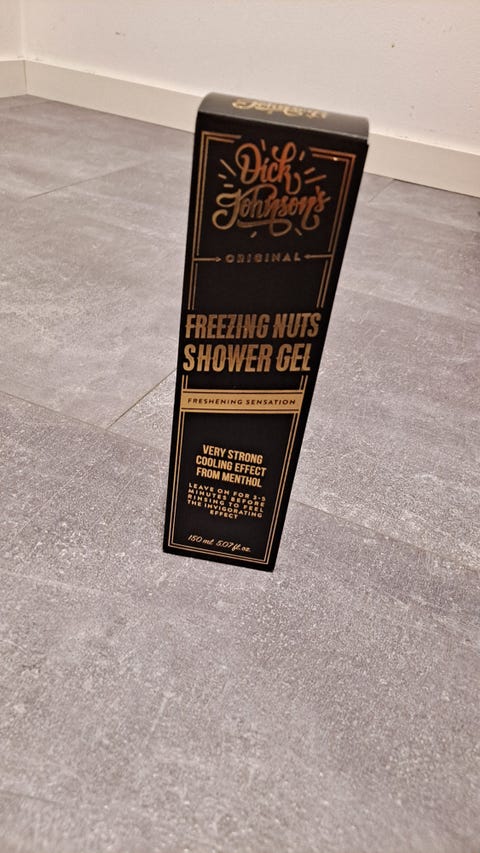 Dick
Johnson's
ORIGINAL
FREEZING NUTS
SHOWER GEL
FRESHENING SENSATION
VERY STRONG
COOLING EFFECT
FROM MENTHOL
LEAVE ON FOR 3-5
MINUTES BEFORE
RINSING TO FEEL
THE INVIGORATING
EFFECT
150 ml 5.07 fl.oz.